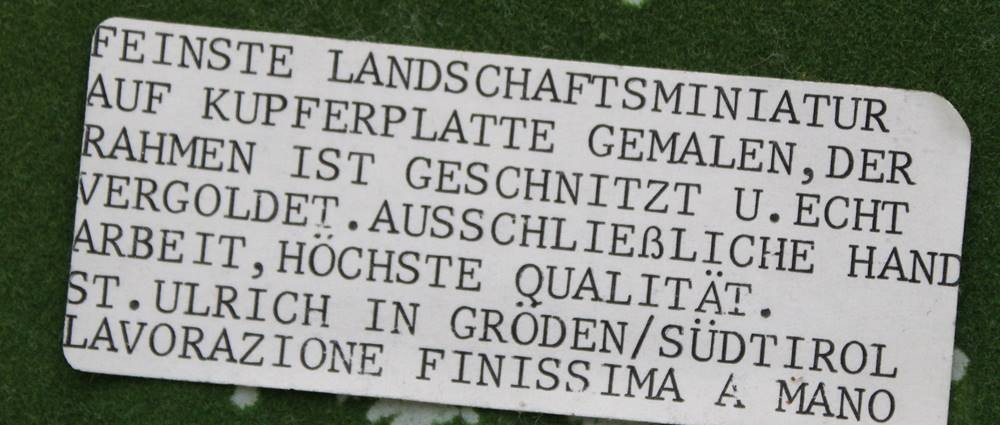 FEINSTE LANDSCHAFTSMINIATUR
AUF KUPFERPLATTE GEMALEN,DER
RAHMEN IST GESCHNITZT U.ECHT
VERGOLDET.AUSSCHLIEßLICHE HAND
ARBEIT,HÖCHSTE QUALITÄT.
ST.ULRICH IN GRÖDEN/SÜDTIROL
LAVORAZIONE FINISSIMA A MANO